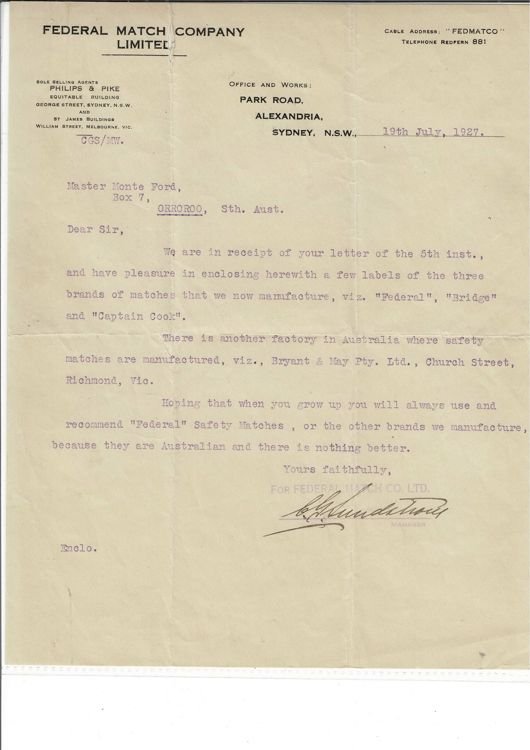 FEDERAL MATCH COMPANY
LIMITED
CABLE ADDRESS: "FEDMATCO"
TELEPHONE REDFERN 881
SOLE SELLING AGENTS
PHILIPS & PIKE
EQUITABLE BUILDING
GEORGE STREET, SYDNEY, N.S.W.
AND
ST JAMES BUILDINGS
WILLIAM STREET, MELBOURNE, VIC.
CGS/MW.
OFFICE AND WORKS:
PARK ROAD,
ALEXANDRIA,
SYDNEY, N.S.W., 19th July, 1927.
Master Monte Ford,
Box 7,
ORROROO, Sth. Aust.
Dear Sir,
We are in receipt of your letter of the 5th inst.,
and have pleasure in enclosing herewith a few labels of the three
brands of matches that we now manufacture, viz. "Federal", "Bridge"
and "Captain Cook".
There is another factory in Australia where safety
matches are manufactured, viz., Bryant & May Pty. Ltd., Church Street,
Richmond, Vic.
Hoping that when you grow up you will always use and
recommend "Federal" Safety Matches , or the other brands we manufacture,
because they are Australian and there is nothing better.
Yours faithfully,
FOR FEDERAL MATCH CO. LTD.
C.G. Sundstrom
MANAGER
Enclo.